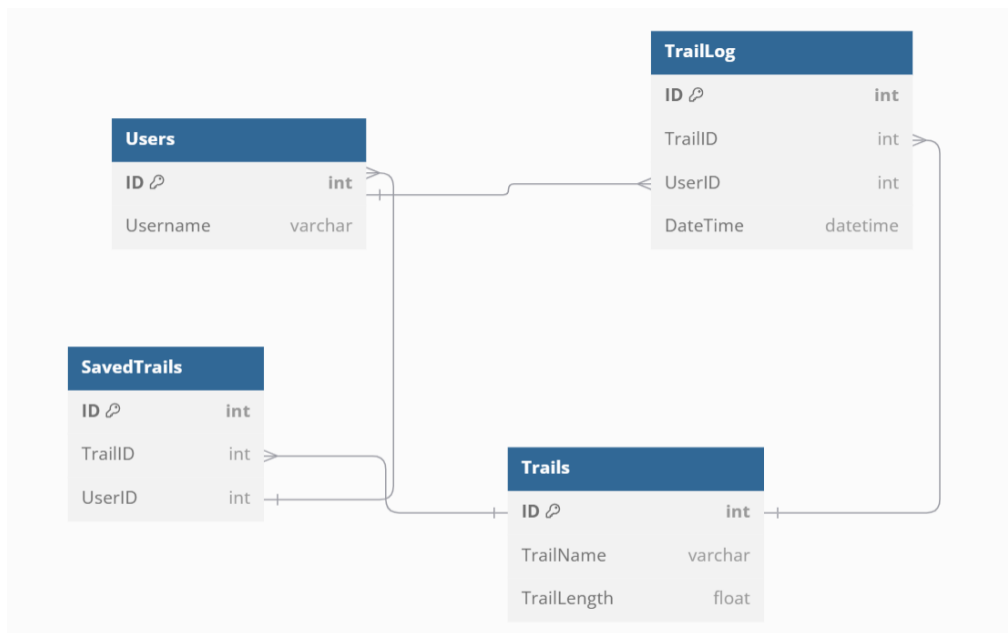 TrailLog
ID int
TrailID int
UserID int
DateTime datetime
Users
ID int
Username varchar
SavedTrails
ID int
TrailID int
UserID int
Trails
ID int
TrailName varchar
TrailLength float